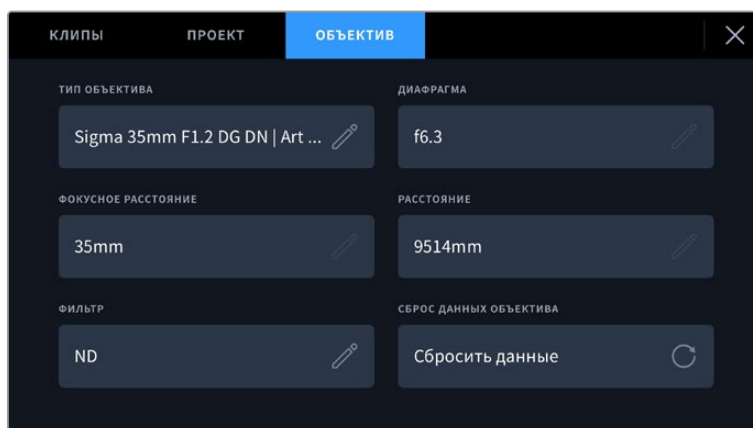 КЛИПЫ ПРОЕКТ ОБЪЕКТИВ
ТИП ОБЪЕКТИВА ДИАФРАГМА
Sigma 35mm F1.2 DG DN | Art ... f6.3
ФОКУСНОЕ РАССТОЯНИЕ РАССТОЯНИЕ
35mm 9514mm
ФИЛЬТР СБРОС ДАННЫХ ОБЪЕКТИВА
ND Сбросить данные